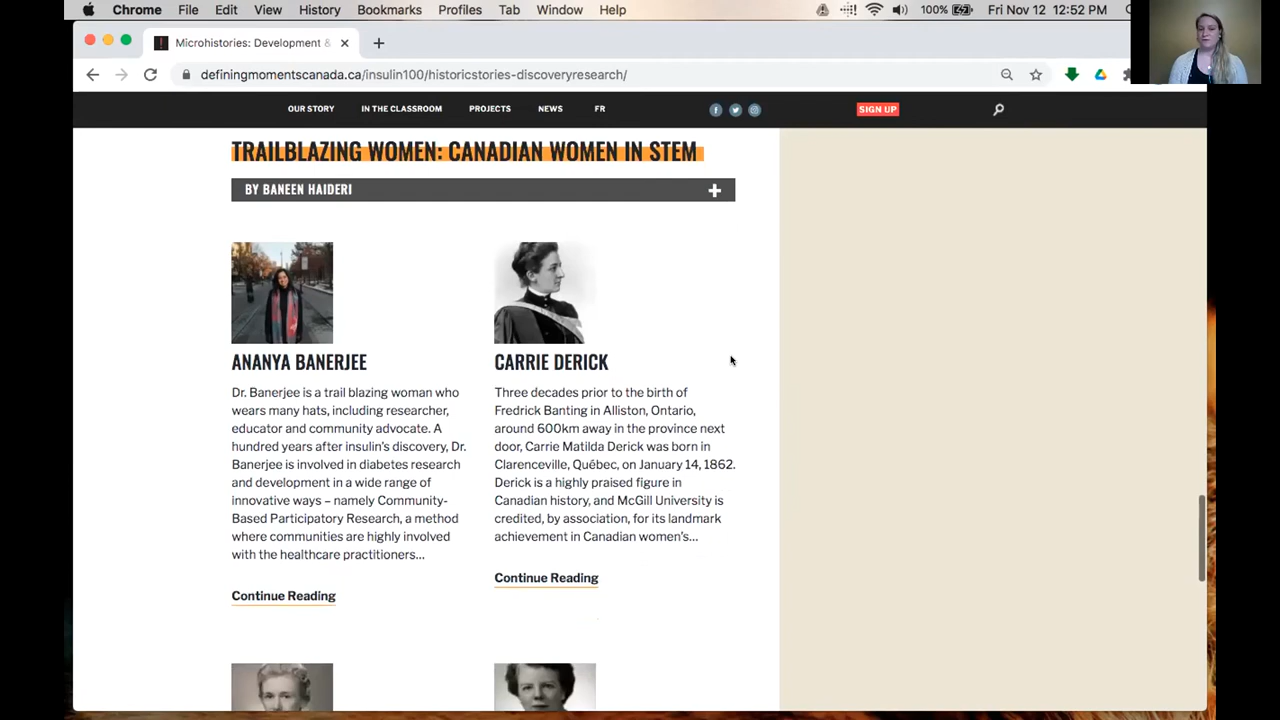 Chrome File Edit View History Bookmarks Profiles Tab Window Help 100% Fri Nov 12 12:52 PM
Microhistories: Development &
definingmomentscanada.ca/insulin100/historicstories-discoveryresearch/
OUR STORY IN THE CLASSROOM PROJECTS NEWS FR SIGN UP
TRAILBLAZING WOMEN: CANADIAN WOMEN IN STEM
BY BANEEN HAIDERI
ANANYA BANERJEE
Dr. Banerjee is a trail blazing woman who
wears many hats, including researcher,
educator and community advocate. A
hundred years after insulin's discovery, Dr.
Banerjee is involved in diabetes research
and development in a wide range of
innovative ways – namely Community-
Based Participatory Research, a method
where communities are highly involved
with the healthcare practitioners...
Continue Reading
CARRIE DERICK
Three decades prior to the birth of
Fredrick Banting in Alliston, Ontario,
around 600km away in the province next
door, Carrie Matilda Derick was born in
Clarenceville, Québec, on January 14, 1862.
Derick is a highly praised figure in
Canadian history, and McGill University is
credited, by association, for its landmark
achievement in Canadian women's...
Continue Reading